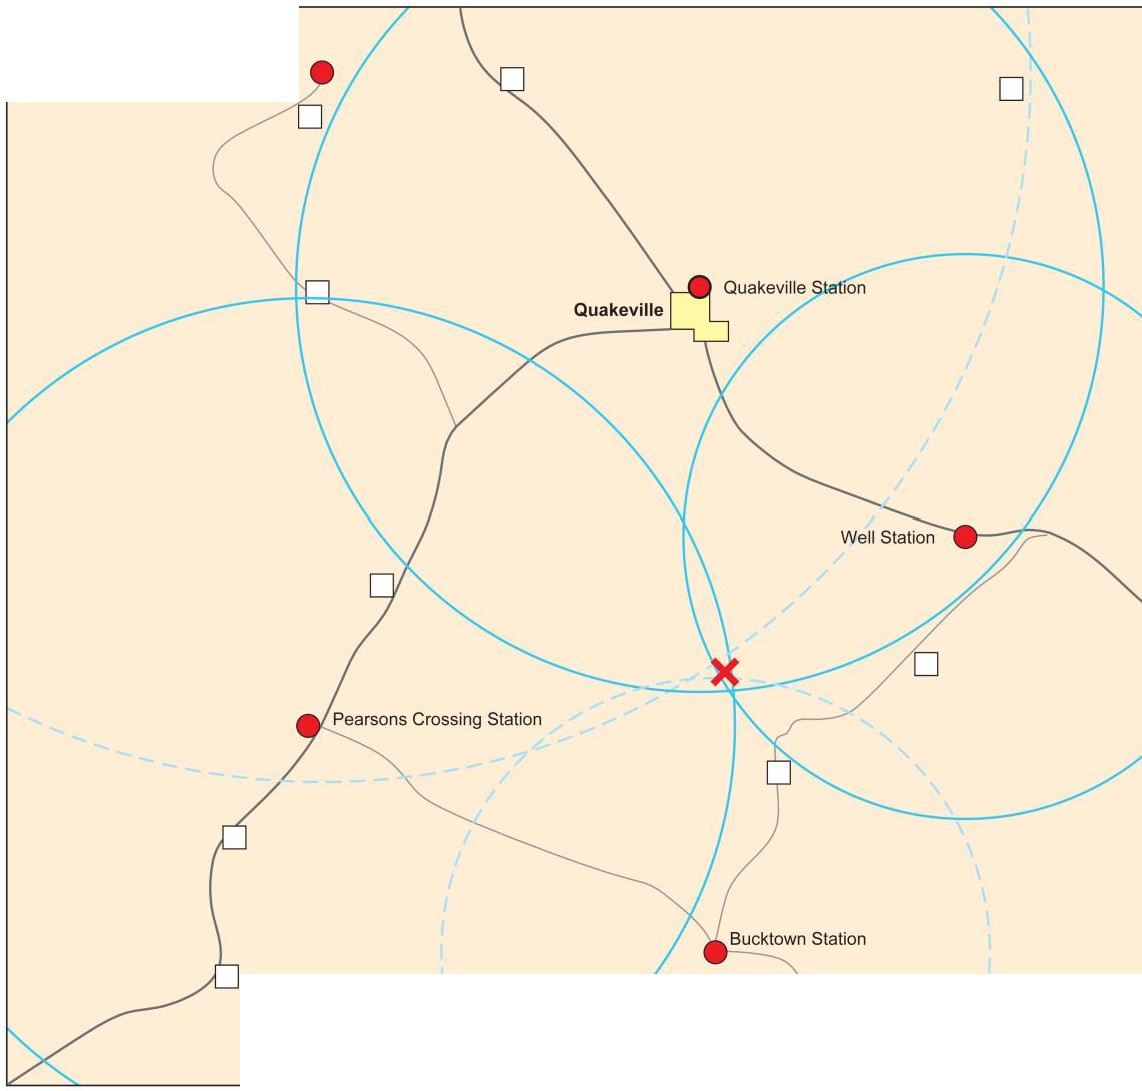 Quakeville Station
Quakeville
Well Station
Pearsons Crossing Station
Bucktown Station